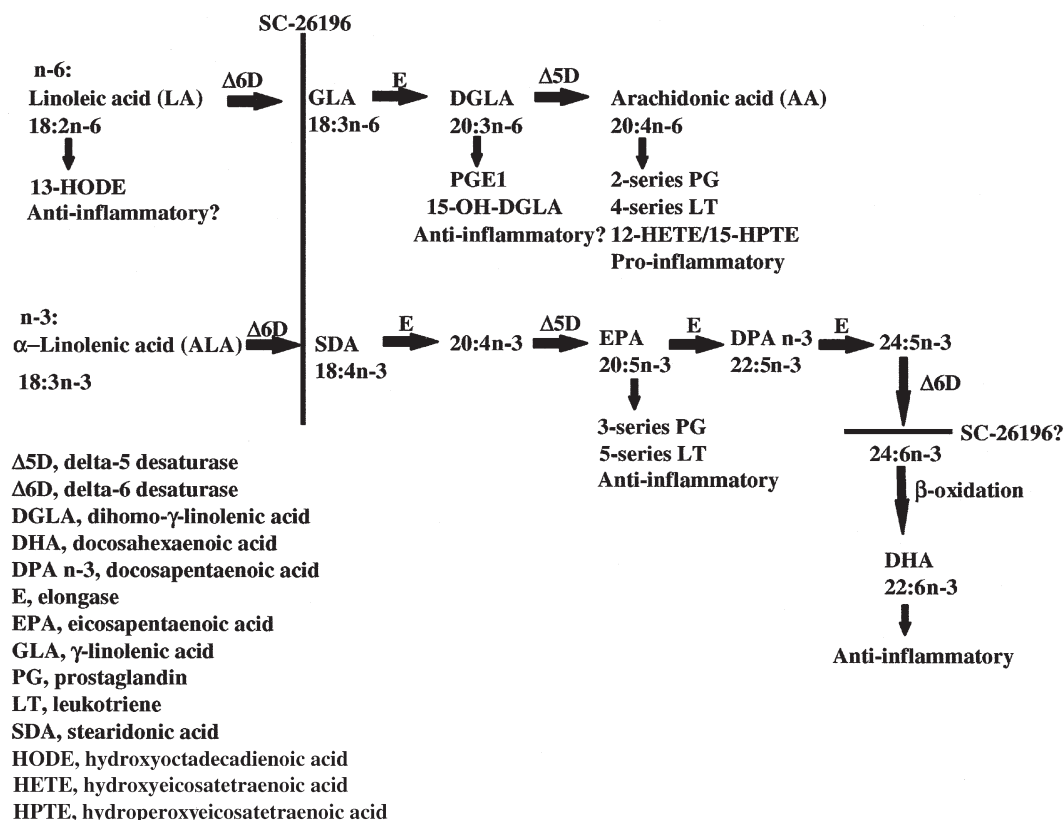 SC-26196
n-6:
Linoleic acid (LA)
18:2n-6
Δ6D
GLA
18:3n-6
E
DGLA
20:3n-6
Δ5D
Arachidonic acid (AA)
20:4n-6
13-HODE
Anti-inflammatory?
PGE1
15-OH-DGLA
Anti-inflammatory?
2-series PG
4-series LT
12-HETE/15-HPTE
Pro-inflammatory
n-3:
α–Linolenic acid (ALA)
18:3n-3
Δ6D
SDA
18:4n-3
E
20:4n-3
Δ5D
EPA
20:5n-3
E
DPA n-3
22:5n-3
E
24:5n-3
Δ6D
3-series PG
5-series LT
Anti-inflammatory
SC-26196?
24:6n-3
β-oxidation
DHA
22:6n-3
Anti-inflammatory
Δ5D, delta-5 desaturase
Δ6D, delta-6 desaturase
DGLA, dihomo-γ-linolenic acid
DHA, docosahexaenoic acid
DPA n-3, docosapentaenoic acid
E, elongase
EPA, eicosapentaenoic acid
GLA, γ-linolenic acid
PG, prostaglandin
LT, leukotriene
SDA, stearidonic acid
HODE, hydroxyoctadecadienoic acid
HETE, hydroxyeicosatetraenoic acid
HPTE, hydroperoxyeicosatetraenoic acid